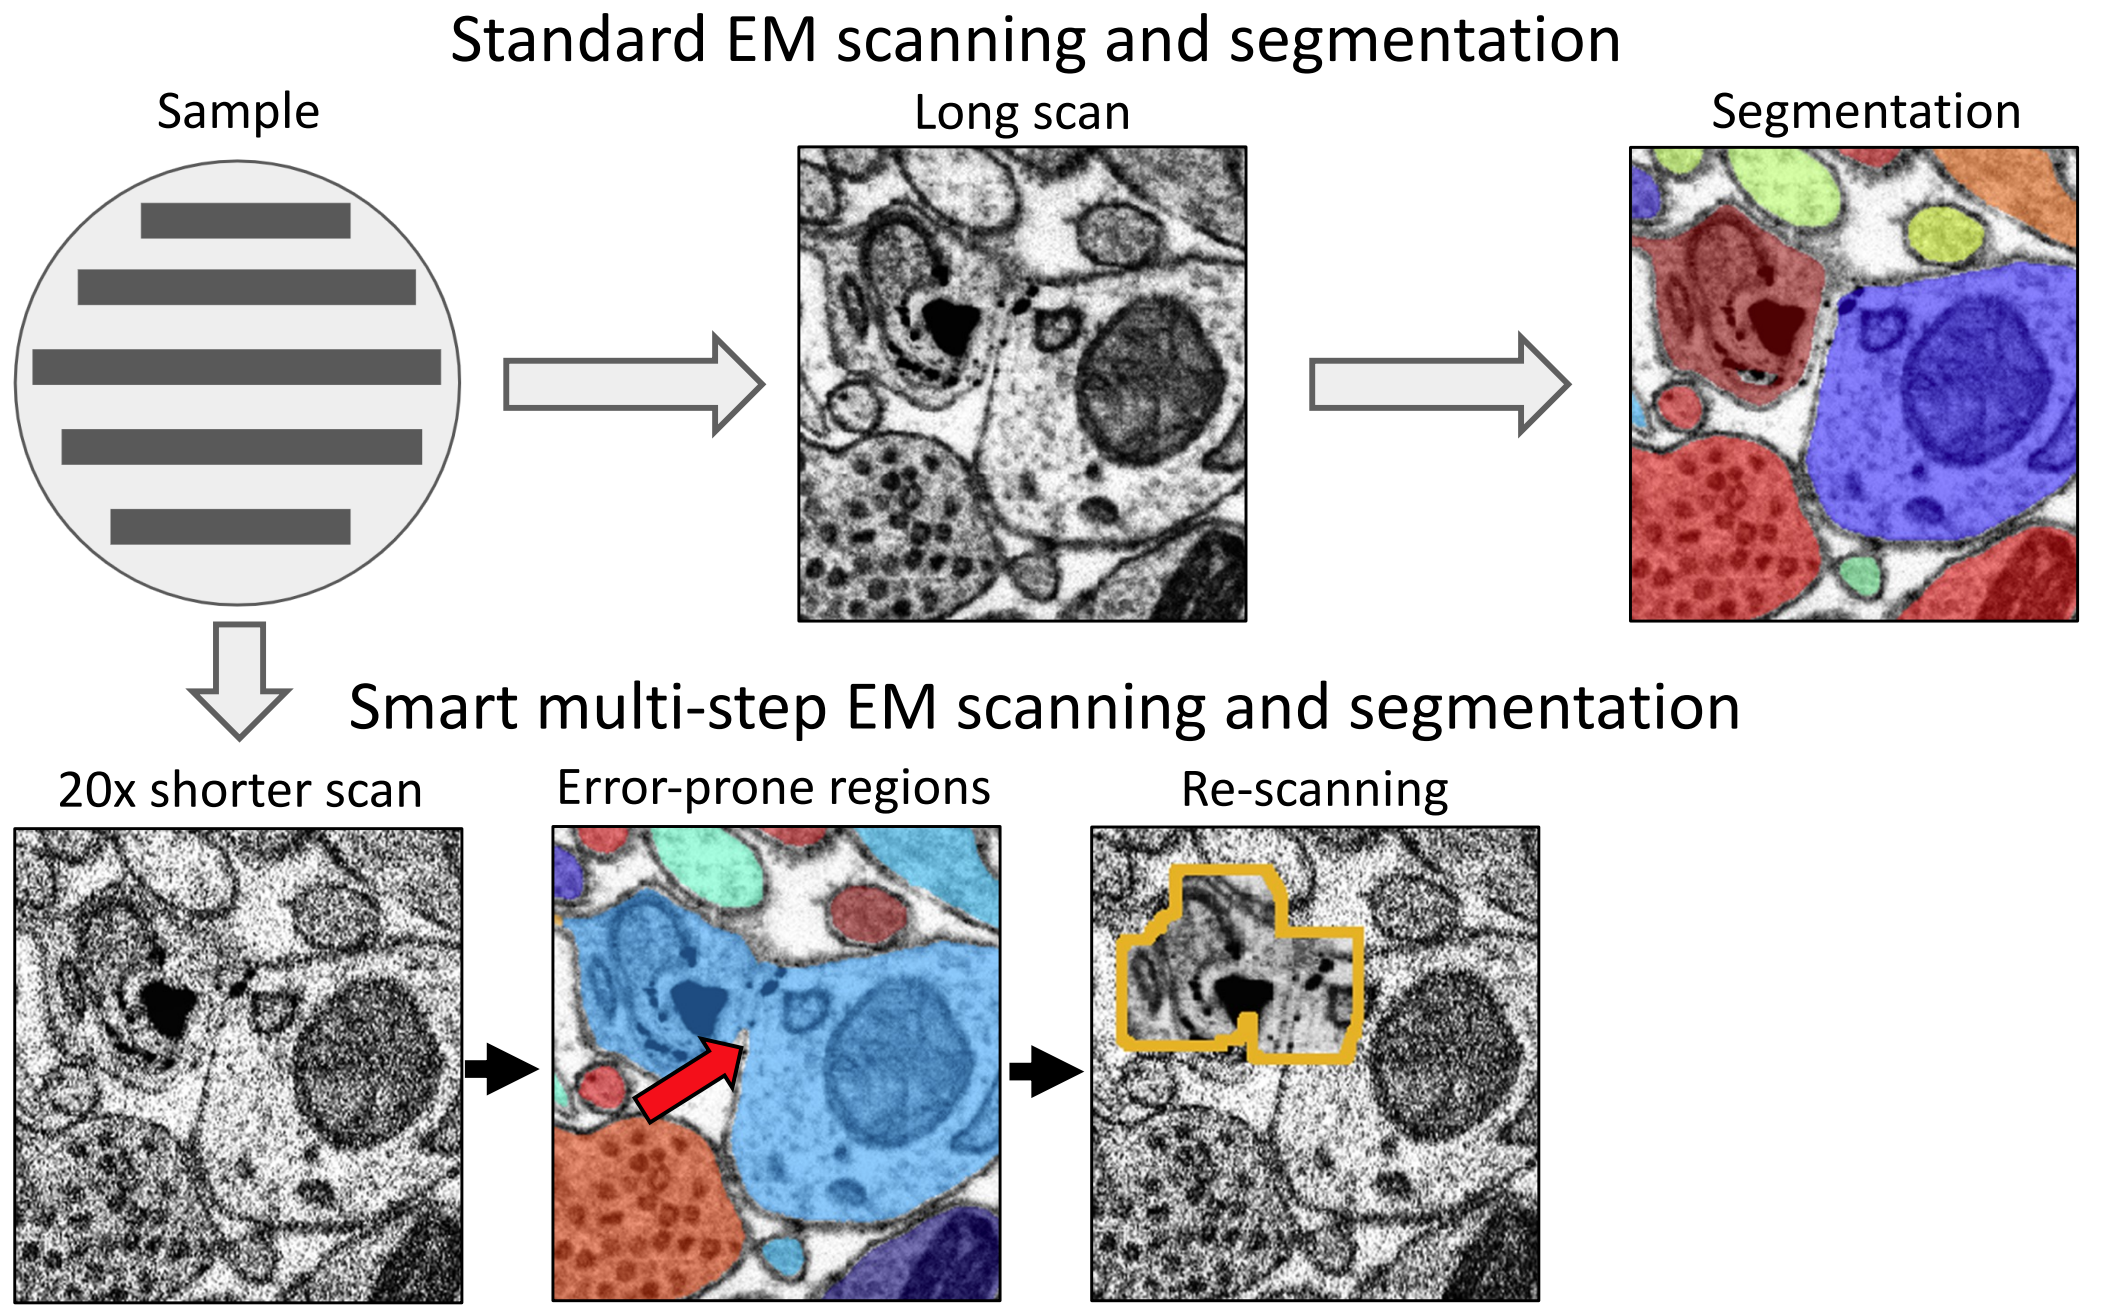 Standard EM scanning and segmentation
Sample
Long scan
Segmentation
Smart multi-step EM scanning and segmentation
20x shorter scan
Error-prone regions
Re-scanning